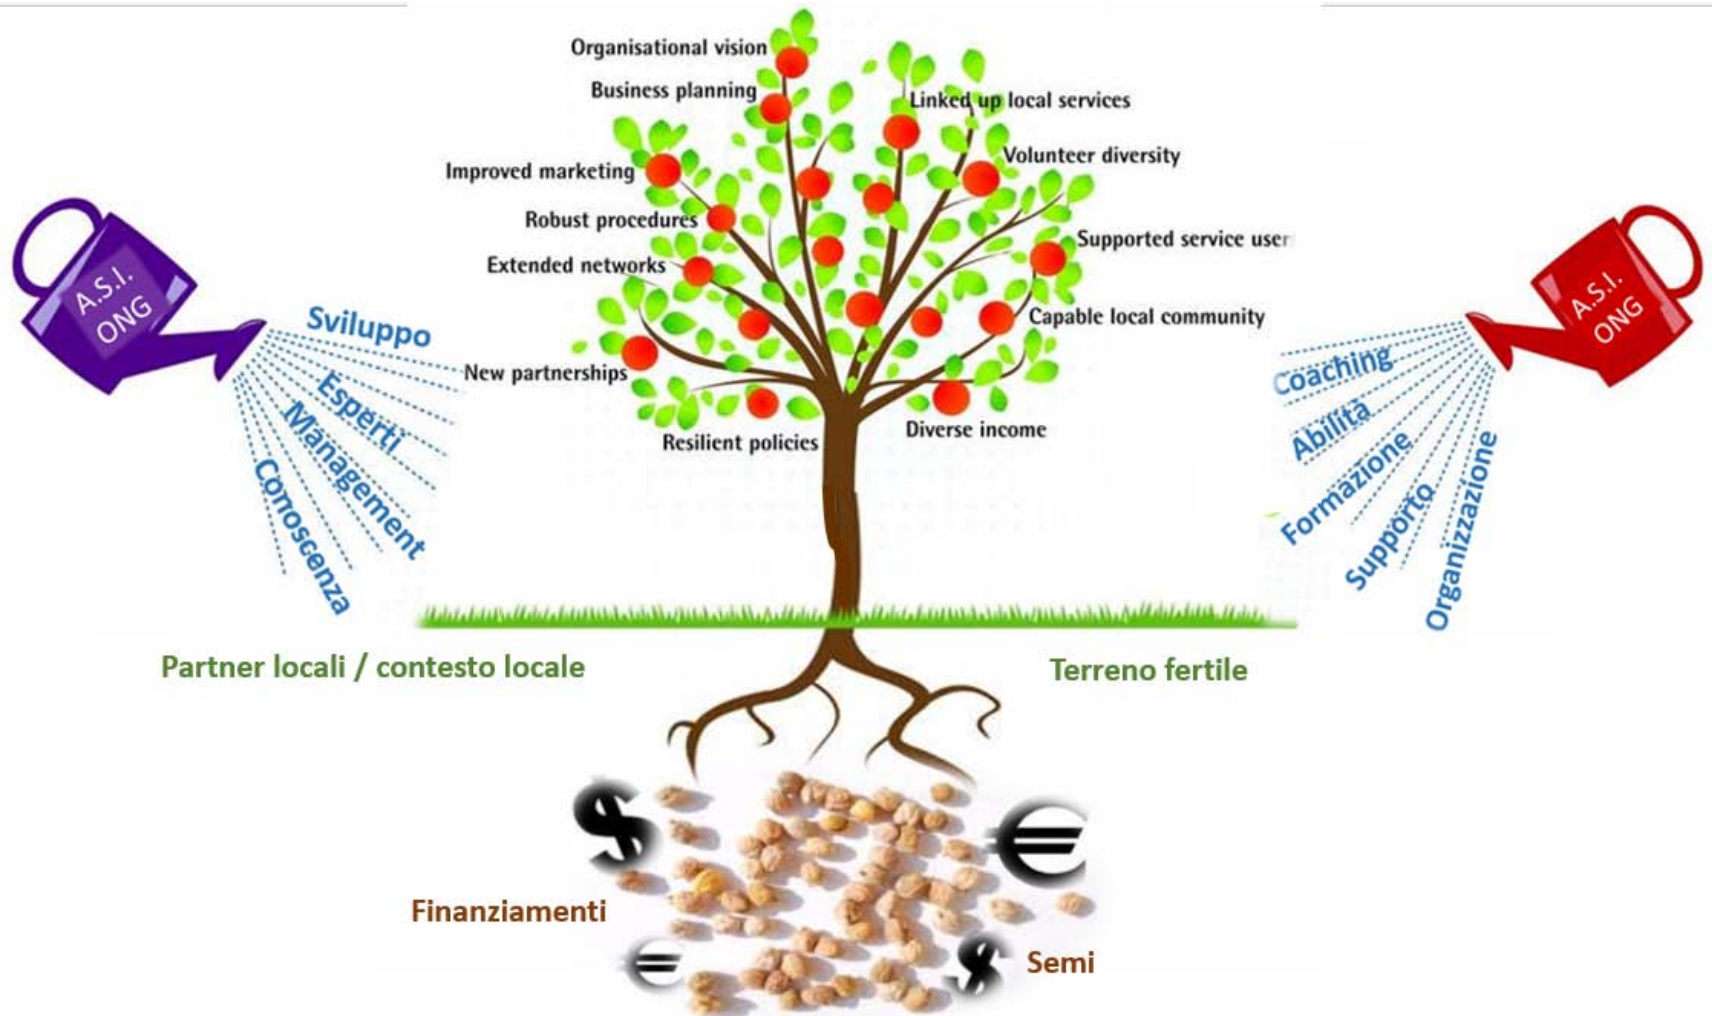 Organisational vision
Business planning
Linked up local services
Volunteer diversity
Improved marketing
Robust procedures
Supported service user
Extended networks
Capable local community
New partnerships
Diverse income
Resilient policies
A.S.I.
ONG
Sviluppo
Esperti
Management
Conoscenza
A.S.I.
ONG
Coaching
Abilità
Formazione
Supporto
Organizzazione
Partner locali / contesto locale
Terreno fertile
$
€
Finanziamenti
€
$
Semi